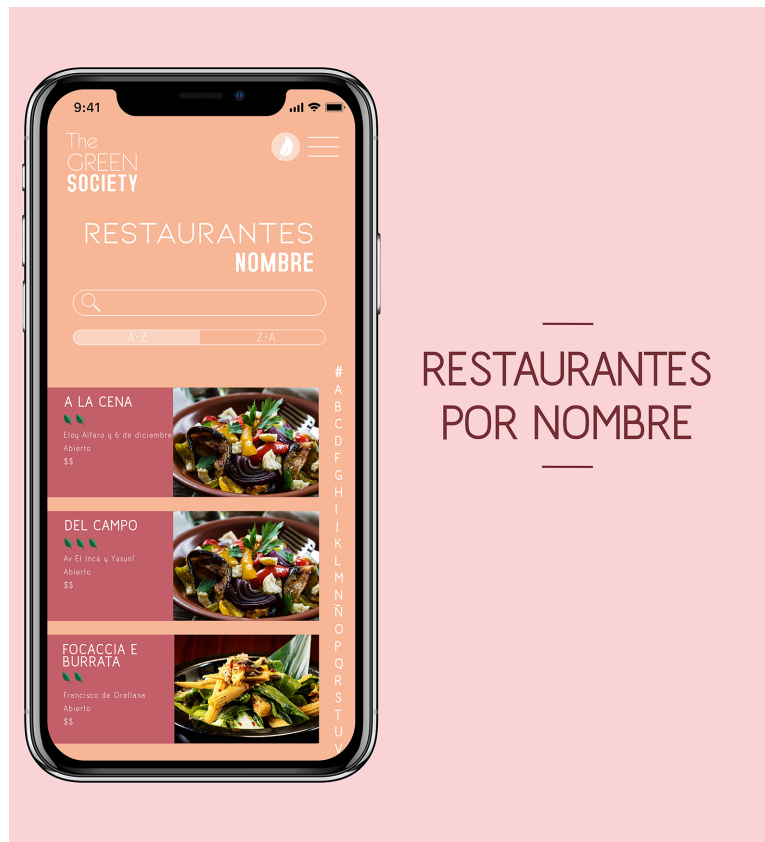 9:41
The
GREEN
SOCIETY
RESTAURANTES
NOMBRE
A-Z
Z-A
A LA CENA
Eloy Alfaro y 6 de diciembre
Abierto
$$
DEL CAMPO
Av El Inca y Yasuní
Abierto
$$
FOCACCIA E
BURRATA
Francisco de Orellana
Abierto
$$
#
A
B
C
D
F
G
H
I
J
K
L
M
N
Ñ
O
P
Q
R
S
T
U
V
RESTAURANTES
POR NOMBRE